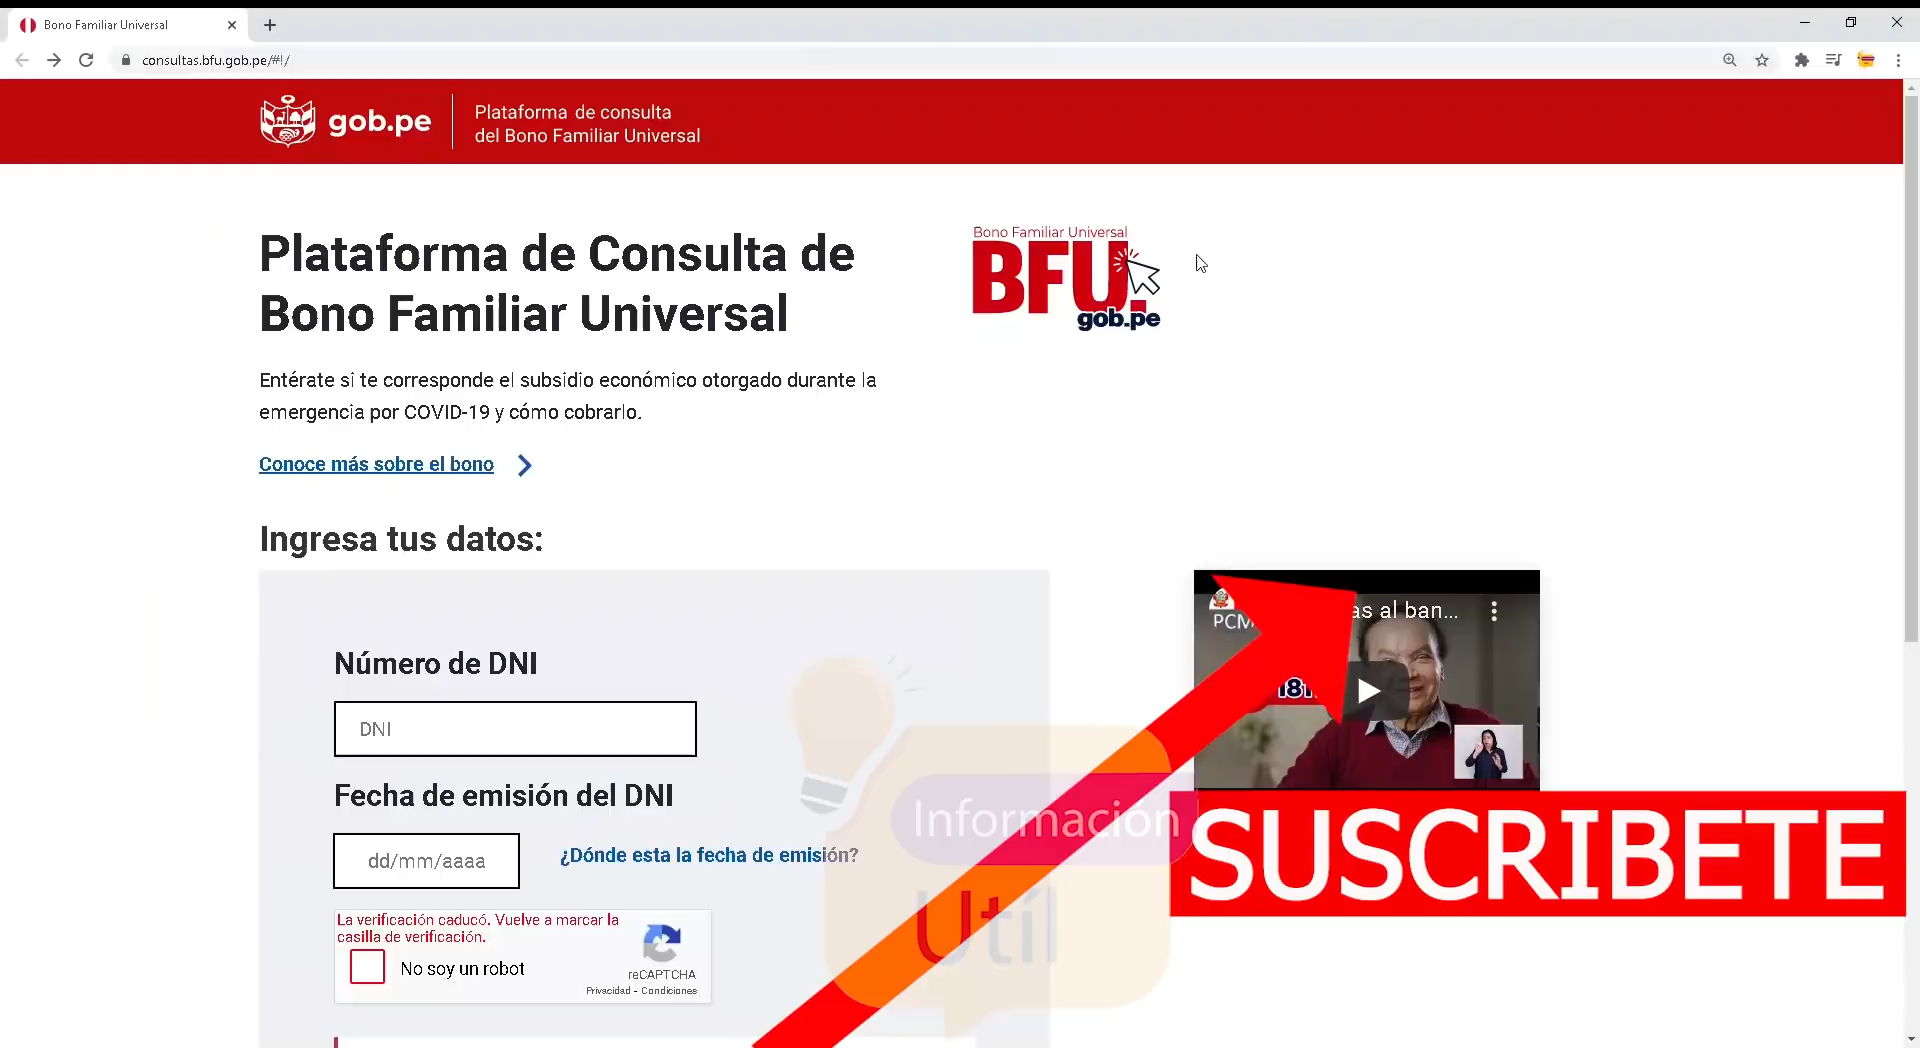 Bono Familiar Universal
consultas.bfu.gob.pe/#!/
gob.pe
Plataforma de consulta
del Bono Familiar Universal
Plataforma de Consulta de
Bono Familiar Universal
Bono Familiar Universal
BFU.
gob.pe
Entérate si te corresponde el subsidio económico otorgado durante la
emergencia por COVID-19 y cómo cobrarlo.
Conoce más sobre el bono
Ingresa tus datos:
Número de DNI
DNI
Fecha de emisión del DNI
dd/mm/aaaa
¿Dónde esta la fecha de emisión?
La verificación caducó. Vuelve a marcar la
casilla de verificación.
No soy un robot
reCAPTCHA
Privacidad - Condiciones
as al ban...
PCM
Información
Utíl
SUSCRIBETE